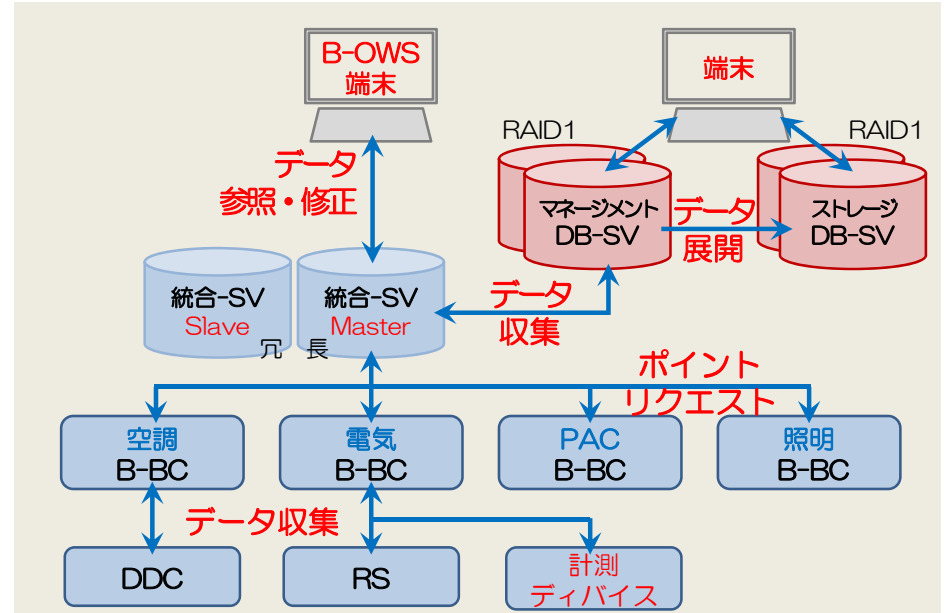 B-OWS
端末
端末
RAID1
RAID1
データ
参照・修正
マネージメント
DB-SV
データ
展開
ストレージ
DB-SV
統合-SV
Slave
統合-SV
Master
冗 長
データ
収集
ポイント
リクエスト
空調
B-BC
電気
B-BC
PAC
B-BC
照明
B-BC
データ収集
DDC
RS
計測
ディバイス